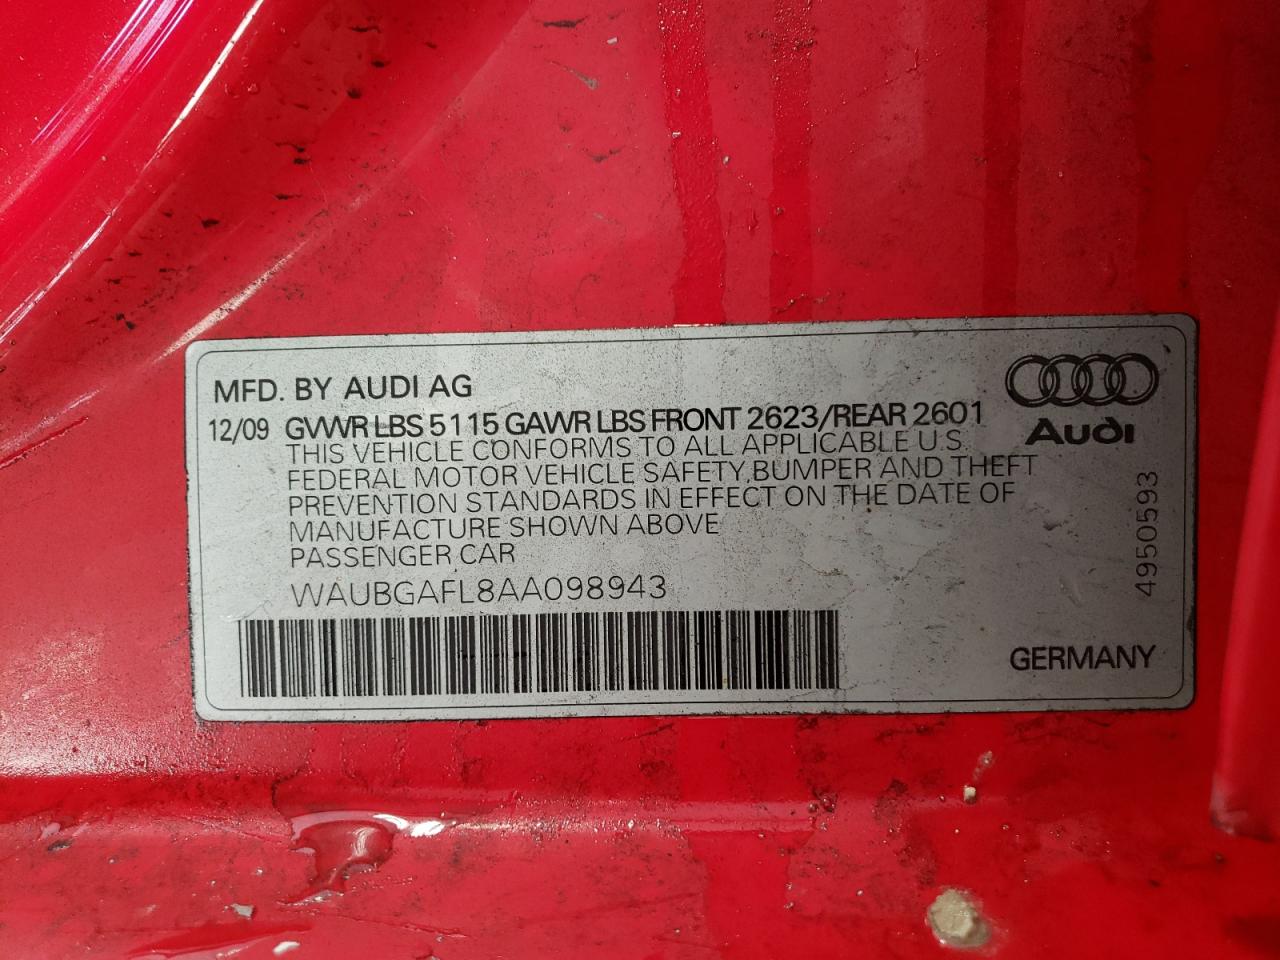 MFD. BY AUDI AG
12/09 GVWR LBS 5115 GAWR LBS FRONT 2623/REAR 2601
THIS VEHICLE CONFORMS TO ALL APPLICABLE U.S.
FEDERAL MOTOR VEHICLE SAFETY, BUMPER AND THEFT
PREVENTION STANDARDS IN EFFECT ON THE DATE OF
MANUFACTURE SHOWN ABOVE
PASSENGER CAR
WAUBGAFL8AA098943
Audi
4950593
GERMANY